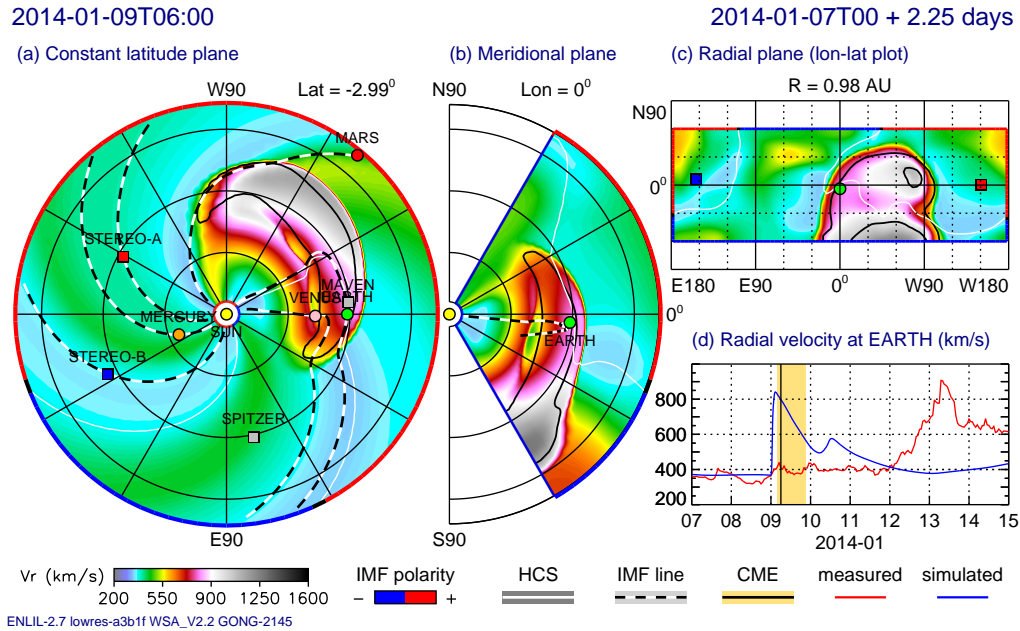 2014-01-09T06:00
2014-01-07T00 + 2.25 days
(a) Constant latitude plane
(b) Meridional plane
(c) Radial plane (lon-lat plot)
W90
Lat = -2.99⁰
N90
Lon = 0⁰
R = 0.98 AU
MARS
STEREO-A
MAVEN
VENUS
EARTH
MERCURY
SUN
STEREO-B
SPITZER
E90
0⁰
EARTH
S90
N90
0⁰
E180 E90 0⁰ W90 W180
(d) Radial velocity at EARTH (km/s)
800
600
400
200
07 08 09 10 11 12 13 14 15
2014-01
Vr (km/s)
200 550 900 1250 1600
IMF polarity
− +
HCS
IMF line
CME
measured
simulated
ENLIL-2.7 lowres-a3b1f WSA_V2.2 GONG-2145